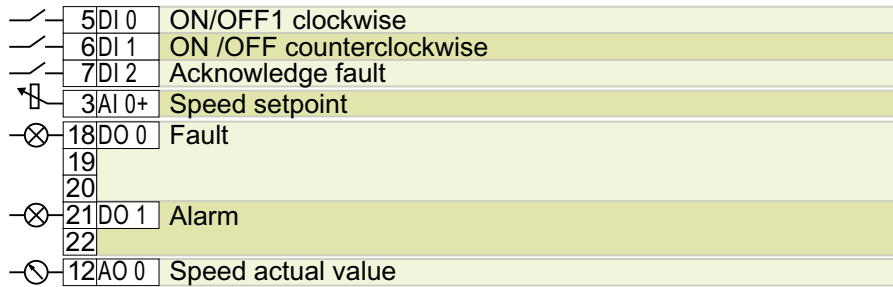 5 DI 0 ON/OFF1 clockwise
6 DI 1 ON /OFF counterclockwise
7 DI 2 Acknowledge fault
3 AI 0+ Speed setpoint
18 DO 0 Fault
19
20
21 DO 1 Alarm
22
12 AO 0 Speed actual value